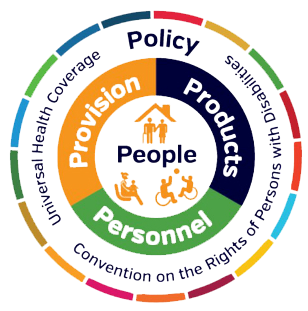 Policy
Universal Health Coverage
Convention on the Rights of Persons with Disabilities
Provision
Products
Personnel
People